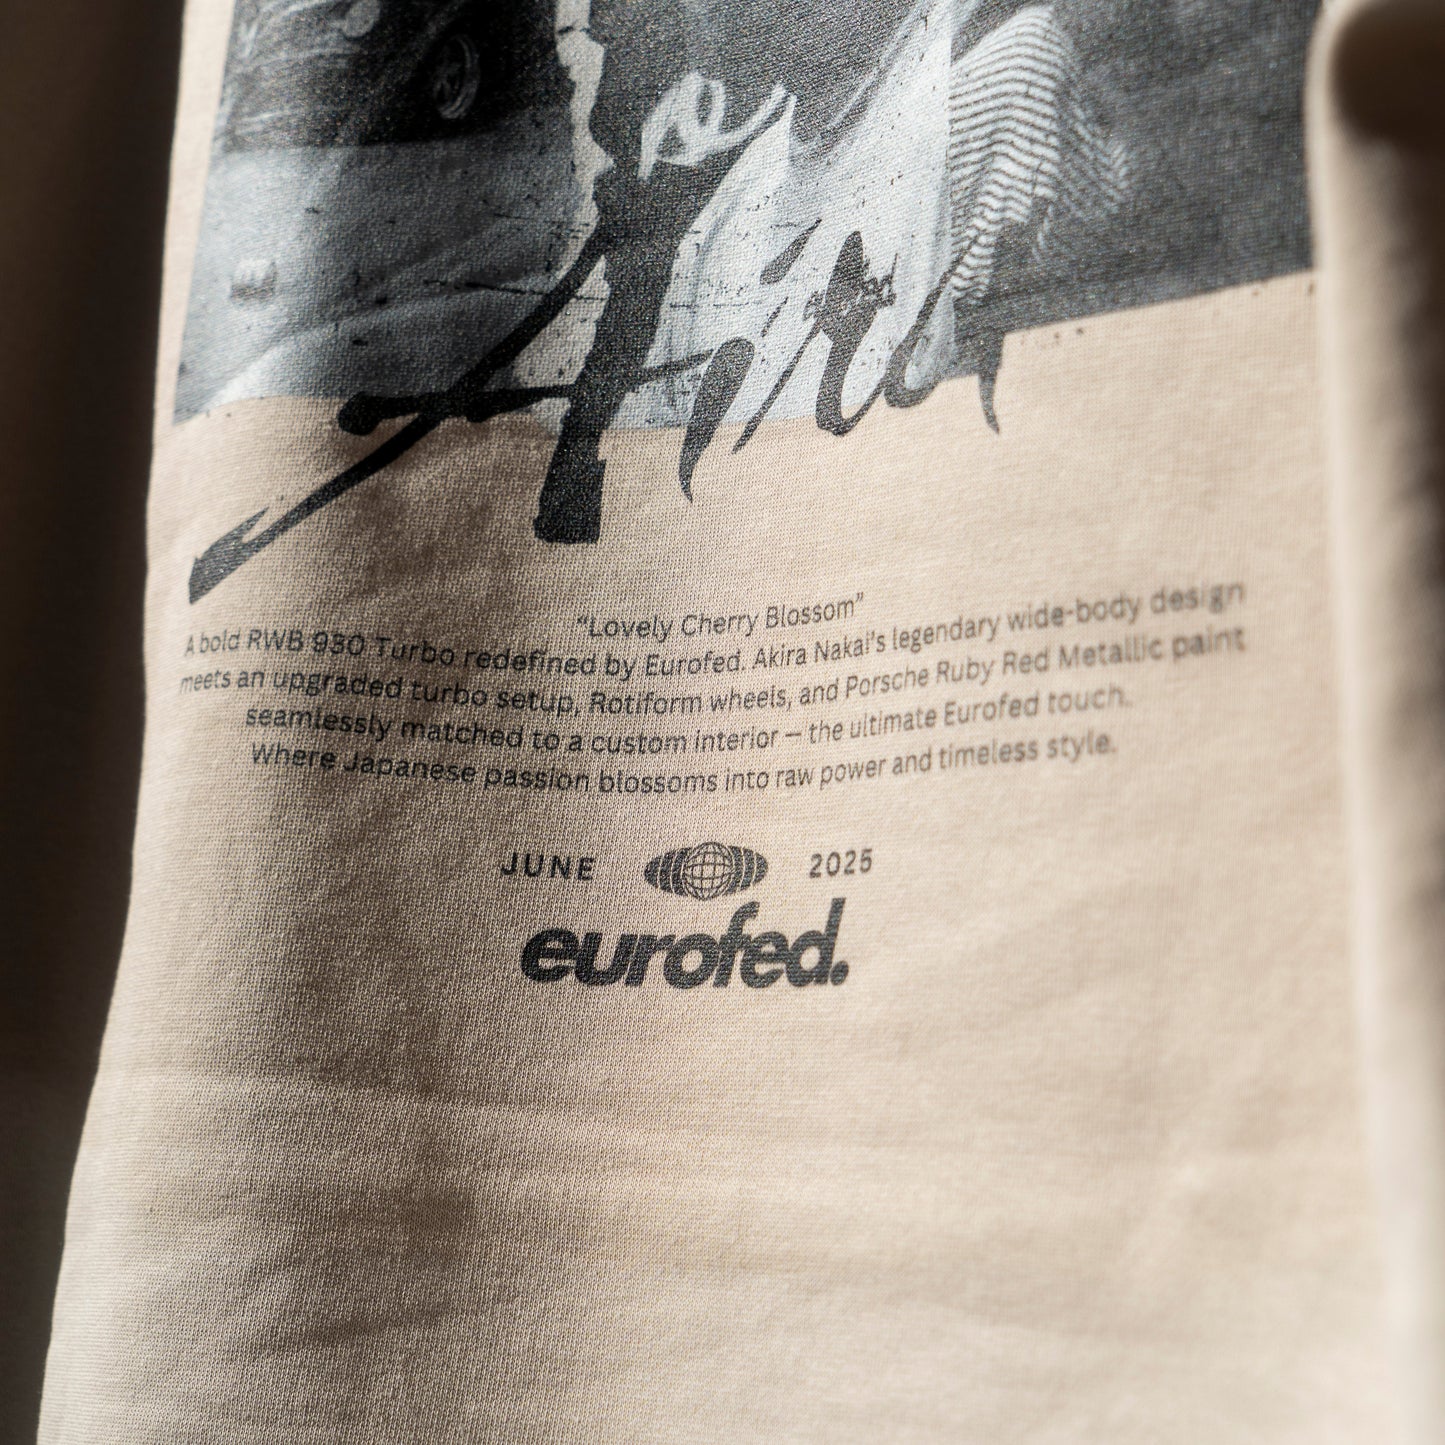 Akira
“Lovely Cherry Blossom”
A bold RWB 930 Turbo redefined by Eurofed. Akira Nakai's legendary wide-body design
meets an upgraded turbo setup, Rotiform wheels, and Porsche Ruby Red Metallic paint
seamlessly matched to a custom interior – the ultimate Eurofed touch.
Where Japanese passion blossoms into raw power and timeless style.
JUNE 2025
eurofed.